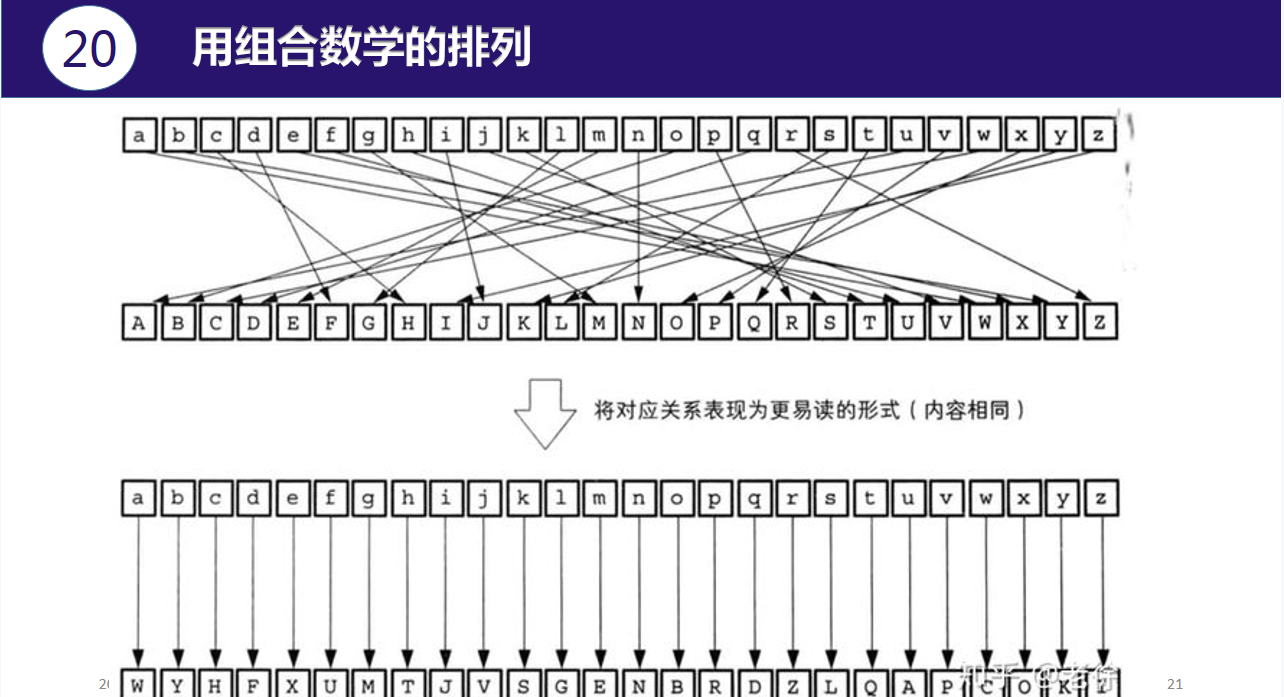 20 用组合数学的排列
a b c d e f g h i j k l m n o p q r s t u v w x y z
A B C D E F G H I J K L M N O P Q R S T U V W X Y Z
将对应关系表现为更易读的形式(内容相同)
a b c d e f g h i j k l m n o p q r s t u v w x y z
W Y H F X U M T J V S G E N B R D Z L Q A P C O K I
知乎 @老徐
21